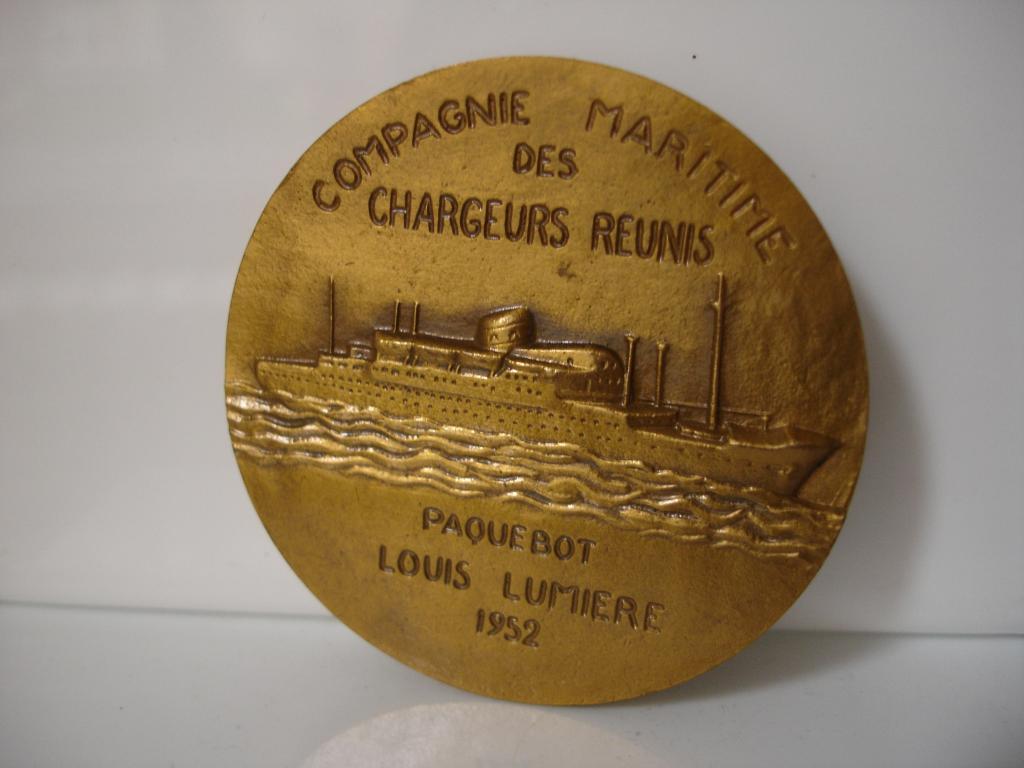 COMPAGNIE MARITIME
DES
CHARGEURS REUNIS
PAQUEBOT
LOUIS LUMIERE
1952